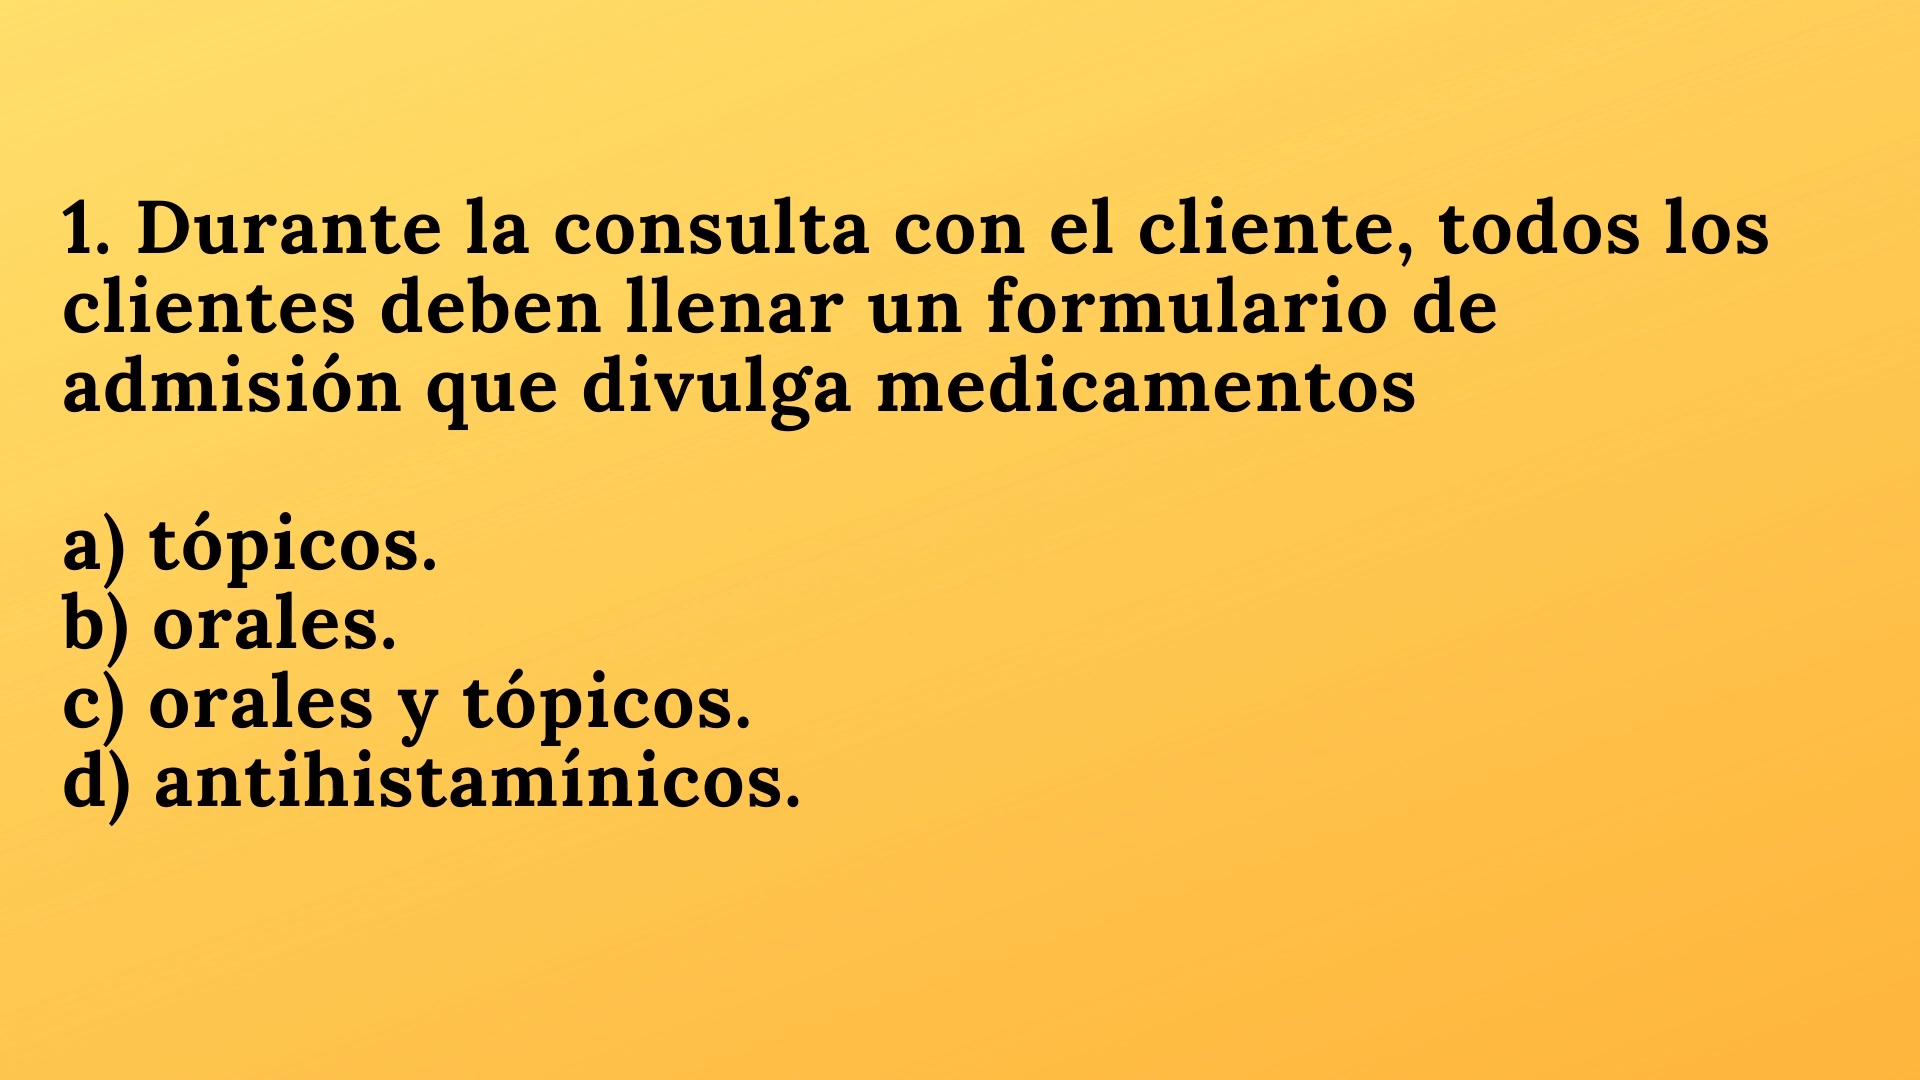 1. Durante la consulta con el cliente, todos los
clientes deben llenar un formulario de
admisión que divulga medicamentos
a) tópicos.
b) orales.
c) orales y tópicos.
d) antihistamínicos.